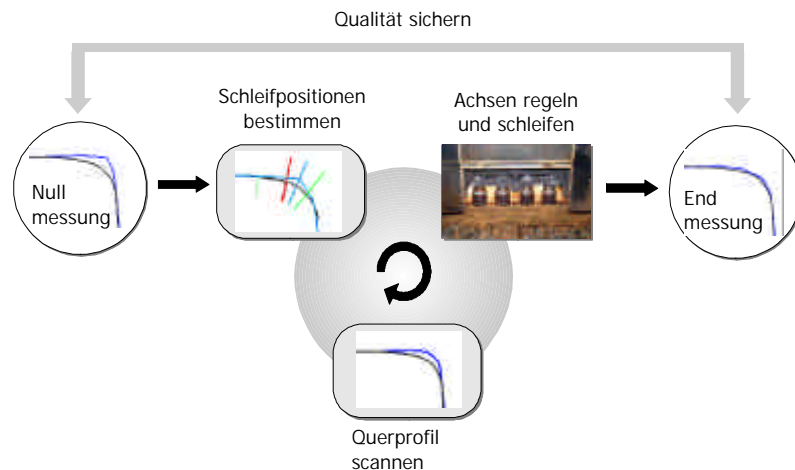 Qualität sichern
Schleifpositionen
bestimmen
Achsen regeln
und schleifen
Null
messung
End
messung
Querprofil
scannen